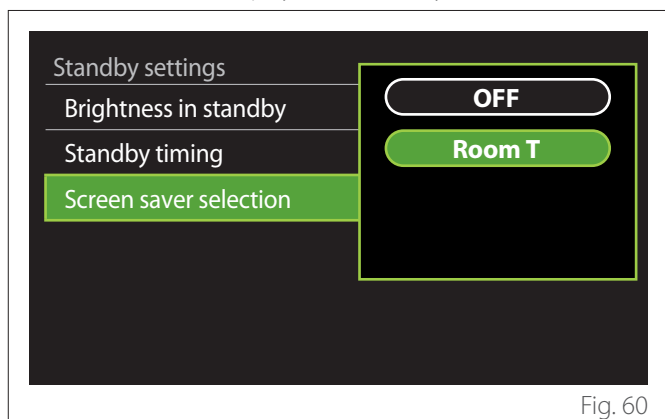 Standby settings
Brightness in standby
Standby timing
Screen saver selection
OFF
Room T
Fig. 60